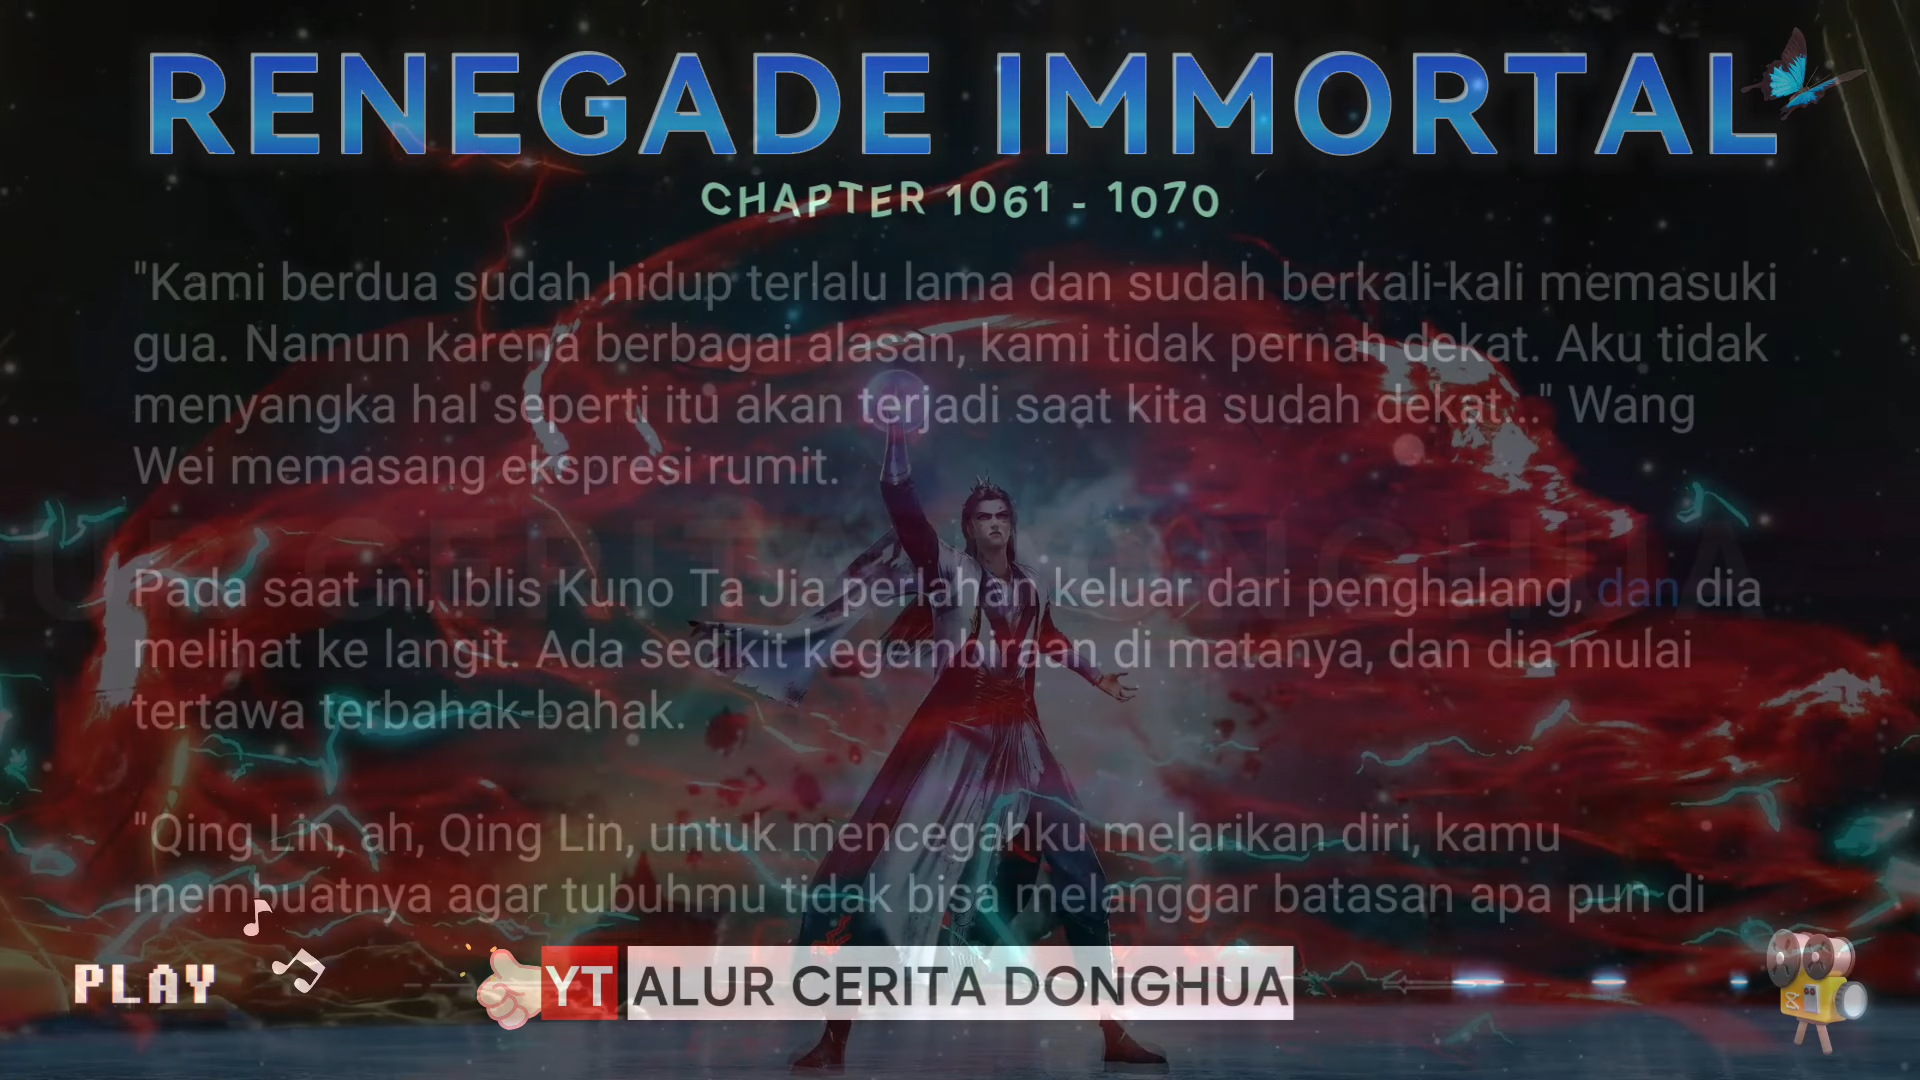 RENEGADE IMMORTAL
CHAPTER 1061 - 1070
"Kami berdua sudah hidup terlalu lama dan sudah berkali-kali memasuki
gua. Namun karena berbagai alasan, kami tidak pernah dekat. Aku tidak
menyangka hal seperti itu akan terjadi saat kita sudah dekat..." Wang
Wei memasang ekspresi rumit.
Pada saat ini, Iblis Kuno Ta Jia perlahan keluar dari penghalang, dan dia
melihat ke langit. Ada sedikit kegembiraan di matanya, dan dia mulai
tertawa terbahak-bahak.
"Qing Lin, ah, Qing Lin, untuk mencegahku melarikan diri, kamu
membuatnya agar tubuhmu tidak bisa melanggar batasan apa pun di
PLAY
YT ALUR CERITA DONGHUA